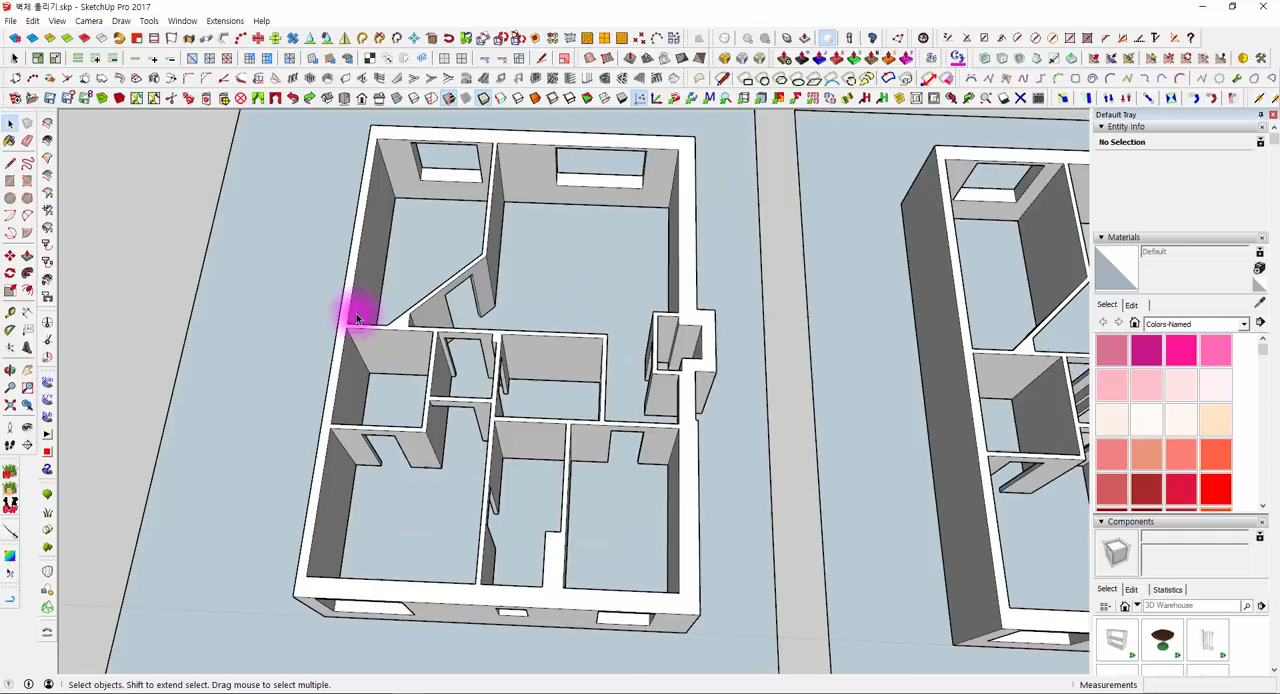 벽체 올리기.skp - SketchUp Pro 2017
File Edit View Camera Draw Tools Window Extensions Help
Default Tray
Entity Info
No Selection
Materials
Default
Select Edit
Colors-Named
Components
Select Edit Statistics
3D Warehouse
Select objects. Shift to extend select. Drag mouse to select multiple.
Measurements